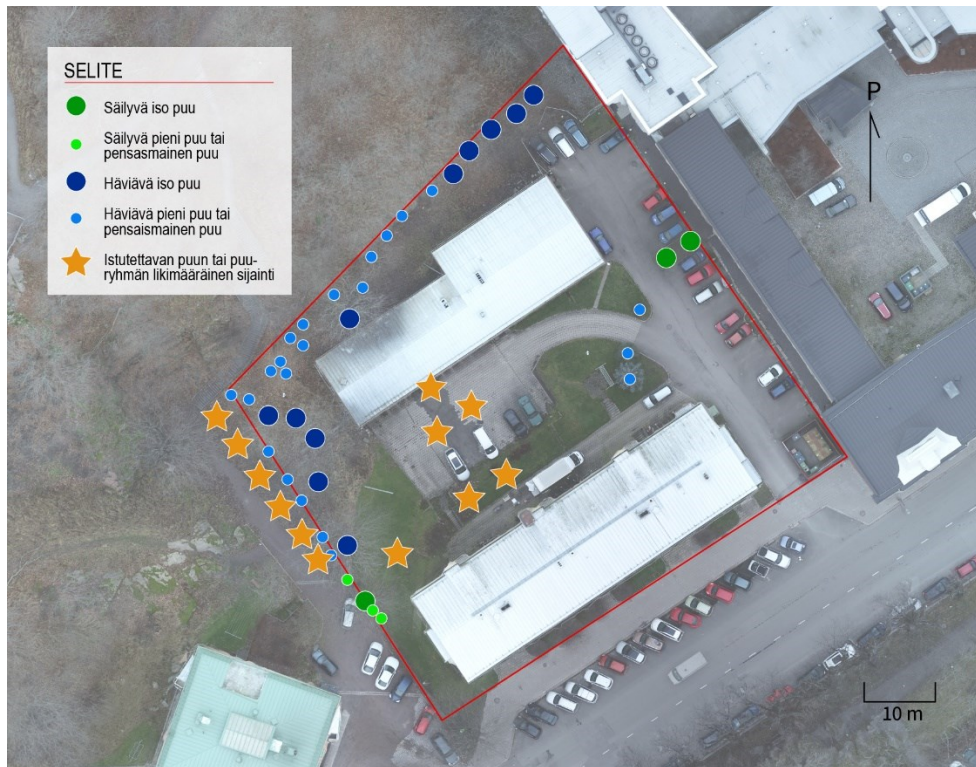 SELITE
Säilyvä iso puu
Säilyvä pieni puu tai
pensasmainen puu
Häviävä iso puu
Häviävä pieni puu tai
pensaismainen puu
Istutettavan puun tai puu-
ryhmän likimääräinen sijainti
P
10 m